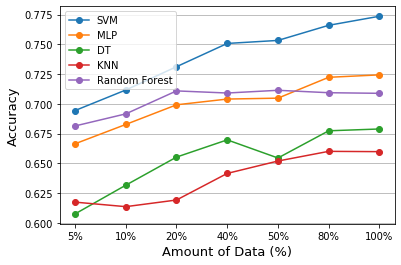 SVM
MLP
DT
KNN
Random Forest
0.775
0.750
0.725
0.700
0.675
0.650
0.625
0.600
Accuracy
5% 10% 20% 40% 50% 80% 100%
Amount of Data (%)